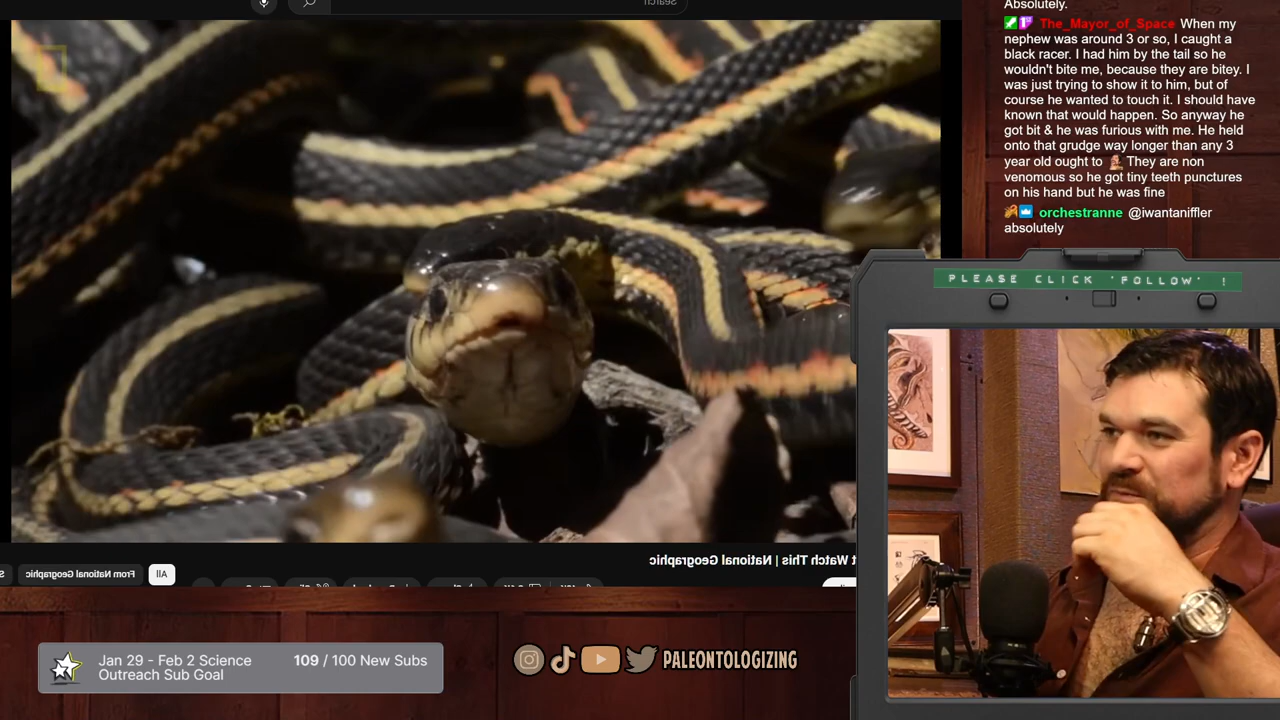 Search
Absolutely.
The_Mayor_of_Space When my
nephew was around 3 or so, I caught a
black racer. I had him by the tail so he
wouldn't bite me, because they are bitey. I
was just trying to show it to him, but of
course he wanted to touch it. I should have
known that would happen. So anyway he
got bit & he was furious with me. He held
onto that grudge way longer than any 3
year old ought to They are non
venomous so he got tiny teeth punctures
on his hand but he was fine
orchestranne @iwantaniffler
absolutely
PLEASE CLICK "FOLLOW" !
t Watch This | National Geographic
All
From National Geographic
S
Jan 29 - Feb 2 Science
Outreach Sub Goal
109 / 100 New Subs
PALEONTOLOGIZING